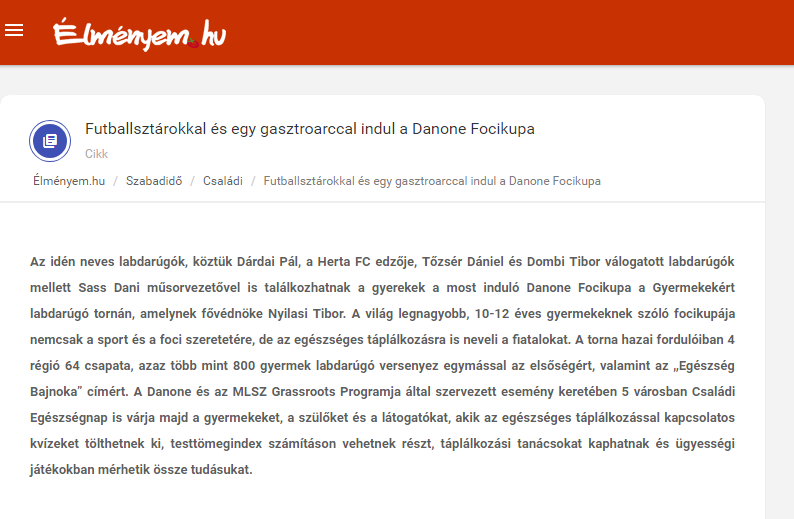 Élményem.hu
Futballsztárokkal és egy gasztroarccal indul a Danone Focikupa
Cikk
Élményem.hu / Szabadidő / Családi / Futballsztárokkal és egy gasztroarccal indul a Danone Focikupa
Az idén neves labdarúgók, köztük Dárdai Pál, a Herta FC edzője, Tőzsér Dániel és Dombi Tibor válogatott labdarúgók
mellett Sass Dani műsorvezetővel is találkozhatnak a gyerekek a most induló Danone Focikupa a Gyermekekért
labdarúgó tornán, amelynek fővédnöke Nyilasi Tibor. A világ legnagyobb, 10-12 éves gyermekeknek szóló focikupája
nemcsak a sport és a foci szeretetére, de az egészséges táplálkozásra is neveli a fiatalokat. A torna hazai fordulóiban 4
régió 64 csapata, azaz több mint 800 gyermek labdarúgó versenyez egymással az elsőségért, valamint az „Egészség
Bajnoka” címért. A Danone és az MLSZ Grassroots Programja által szervezett esemény keretében 5 városban Családi
Egészségnap is várja majd a gyermekeket, a szülőket és a látogatókat, akik az egészséges táplálkozással kapcsolatos
kvízeket tölthetnek ki, testtömegindex számításon vehetnek részt, táplálkozási tanácsokat kaphatnak és ügyességi
játékokban mérhetik össze tudásukat.